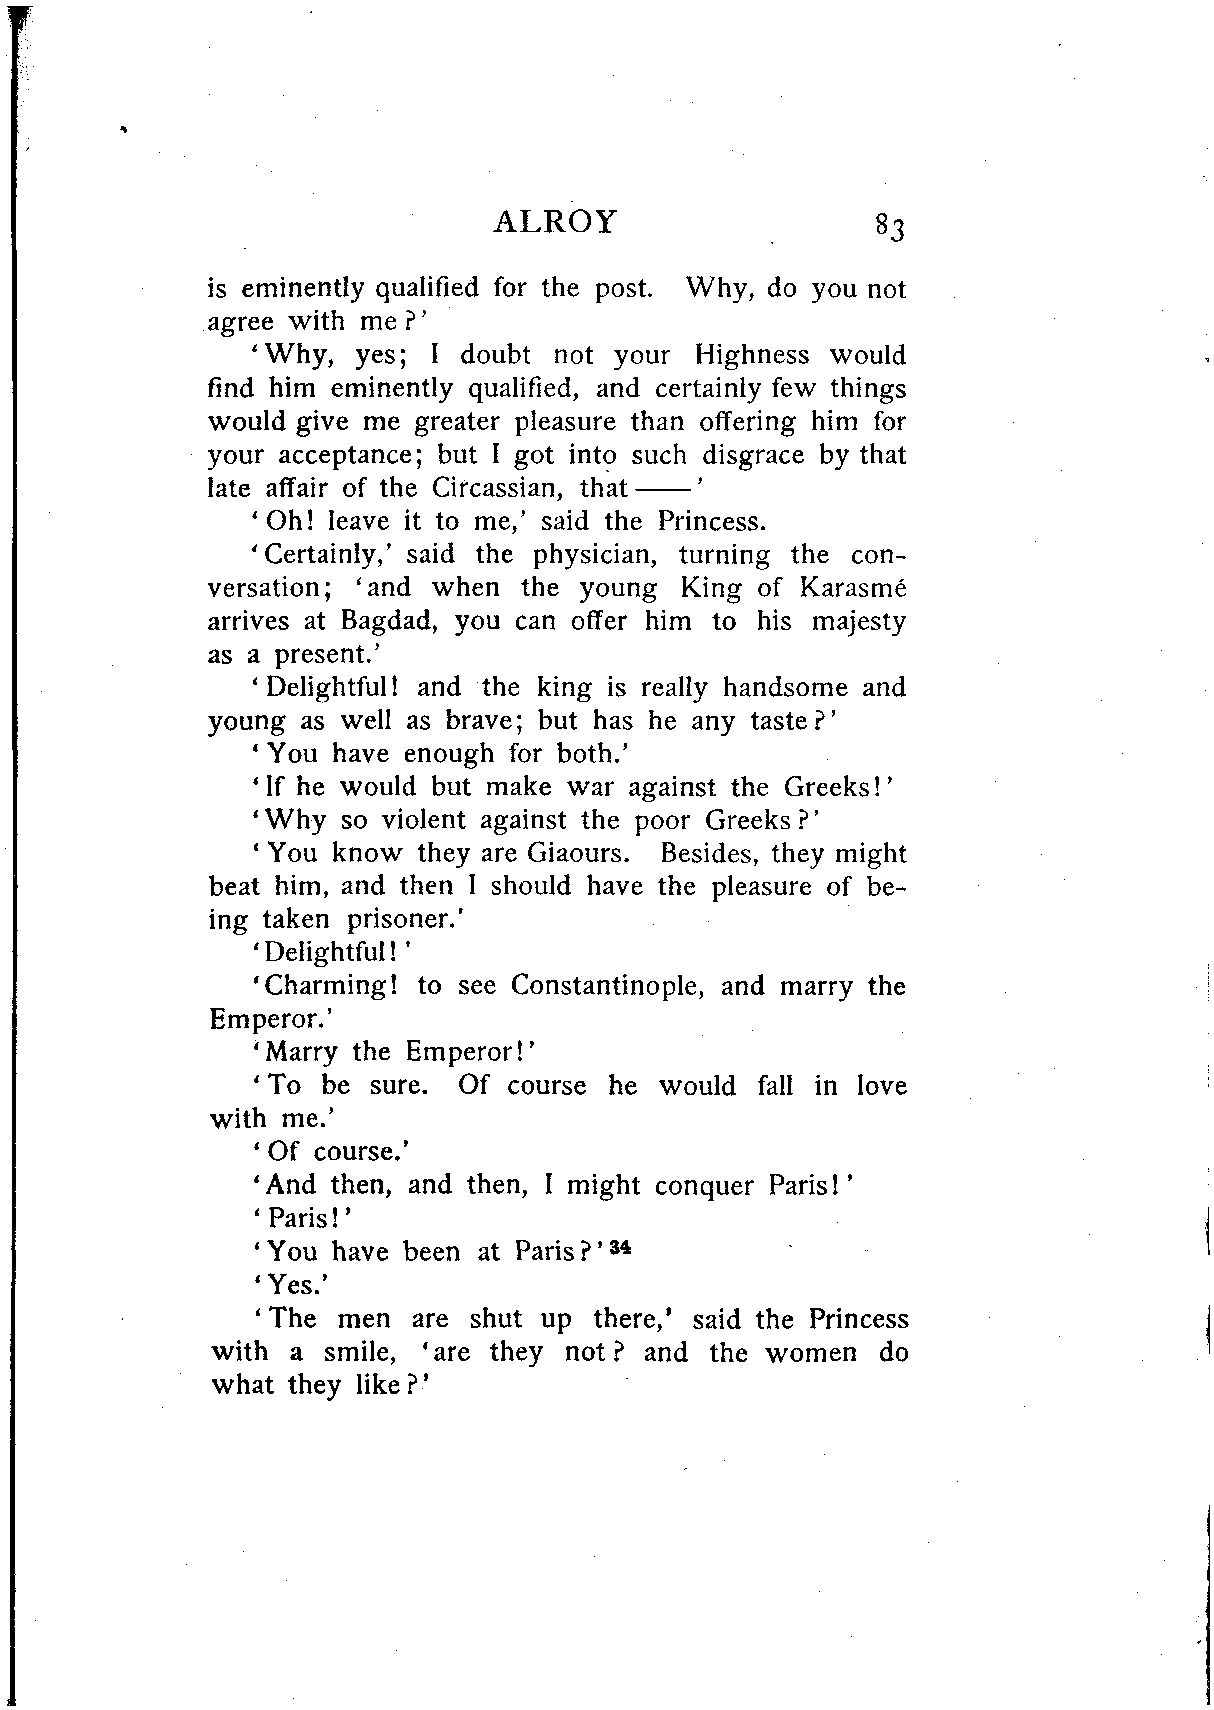 ALROY 83
is eminently qualified for the post. Why, do you not
agree with me?'
'Why, yes; I doubt not your Highness would
find him eminently qualified, and certainly few things
would give me greater pleasure than offering him for
your acceptance; but I got into such disgrace by that
late affair of the Circassian, that——'
'Oh! leave it to me,' said the Princess.
'Certainly,' said the physician, turning the con-
versation; 'and when the young King of Karasmé
arrives at Bagdad, you can offer him to his majesty
as a present.'
'Delightful! and the king is really handsome and
young as well as brave; but has he any taste?'
'You have enough for both.'
'If he would but make war against the Greeks!'
'Why so violent against the poor Greeks?'
'You know they are Giaours. Besides, they might
beat him, and then I should have the pleasure of be-
ing taken prisoner.'
'Delightful!'
'Charming! to see Constantinople, and marry the
Emperor.'
'Marry the Emperor!'
'To be sure. Of course he would fall in love
with me.'
'Of course.'
'And then, and then, I might conquer Paris!'
'Paris!'
'You have been at Paris?'34
'Yes.'
'The men are shut up there,' said the Princess
with a smile, 'are they not? and the women do
what they like?'